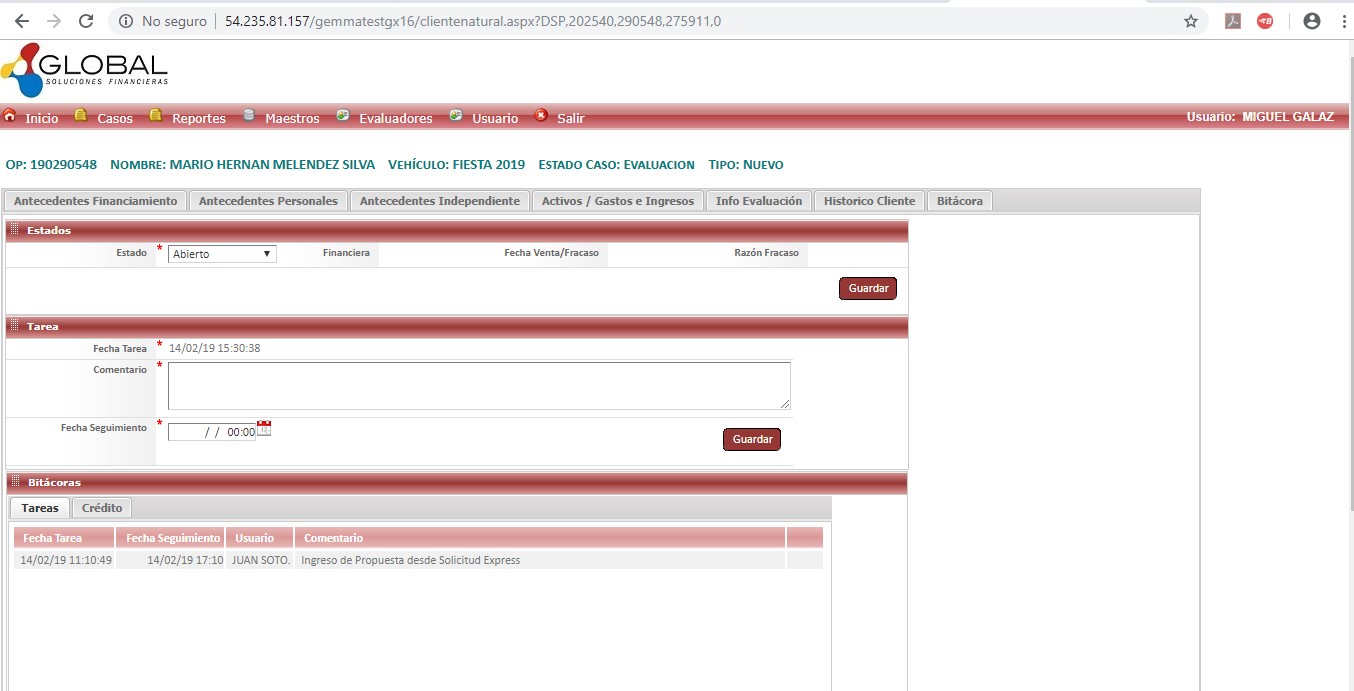 No seguro | 54.235.81.157/gemmatestgx16/clientenatural.aspx?DSP,202540,290548,275911,0
GLOBAL
SOLUCIONES FINANCIERAS
Inicio Casos Reportes Maestros Evaluadores Usuario Salir Usuario: MIGUEL GALAZ
OP: 190290548 NOMBRE: MARIO HERNAN MELENDEZ SILVA VEHÍCULO: FIESTA 2019 ESTADO CASO: EVALUACION TIPO: NUEVO
Antecedentes Financiamiento Antecedentes Personales Antecedentes Independiente Activos / Gastos e Ingresos Info Evaluación Historico Cliente Bitácora
Estados
Estado * Abierto Financiera Fecha Venta/Fracaso Razón Fracaso
Guardar
Tarea
Fecha Tarea * 14/02/19 15:30:38
Comentario *
Fecha Seguimiento * / / 00:00
Guardar
Bitácoras
Tareas Crédito
Fecha Tarea Fecha Seguimiento Usuario Comentario
14/02/19 11:10:49 14/02/19 17:10 JUAN SOTO. Ingreso de Propuesta desde Solicitud Express